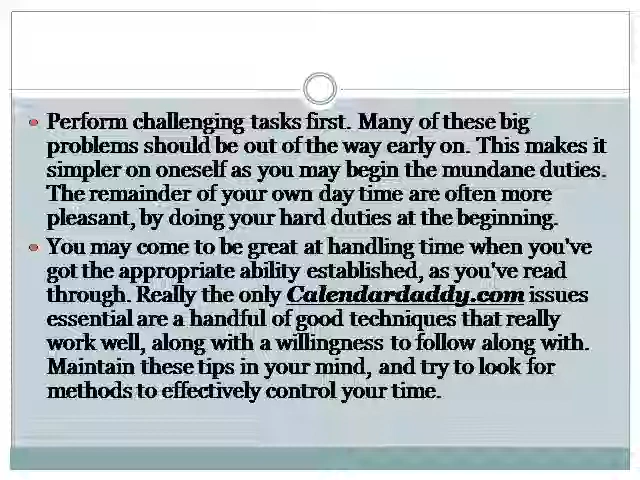 Perform challenging tasks first. Many of these big
problems should be out of the way early on. This makes it
simpler on oneself as you may begin the mundane duties.
The remainder of your own day time are often more
pleasant, by doing your hard duties at the beginning.
You may come to be great at handling time when you've
got the appropriate ability established, as you've read
through. Really the only Calendardaddy.com issues
essential are a handful of good techniques that really
work well, along with a willingness to follow along with.
Maintain these tips in your mind, and try to look for
methods to effectively control your time.